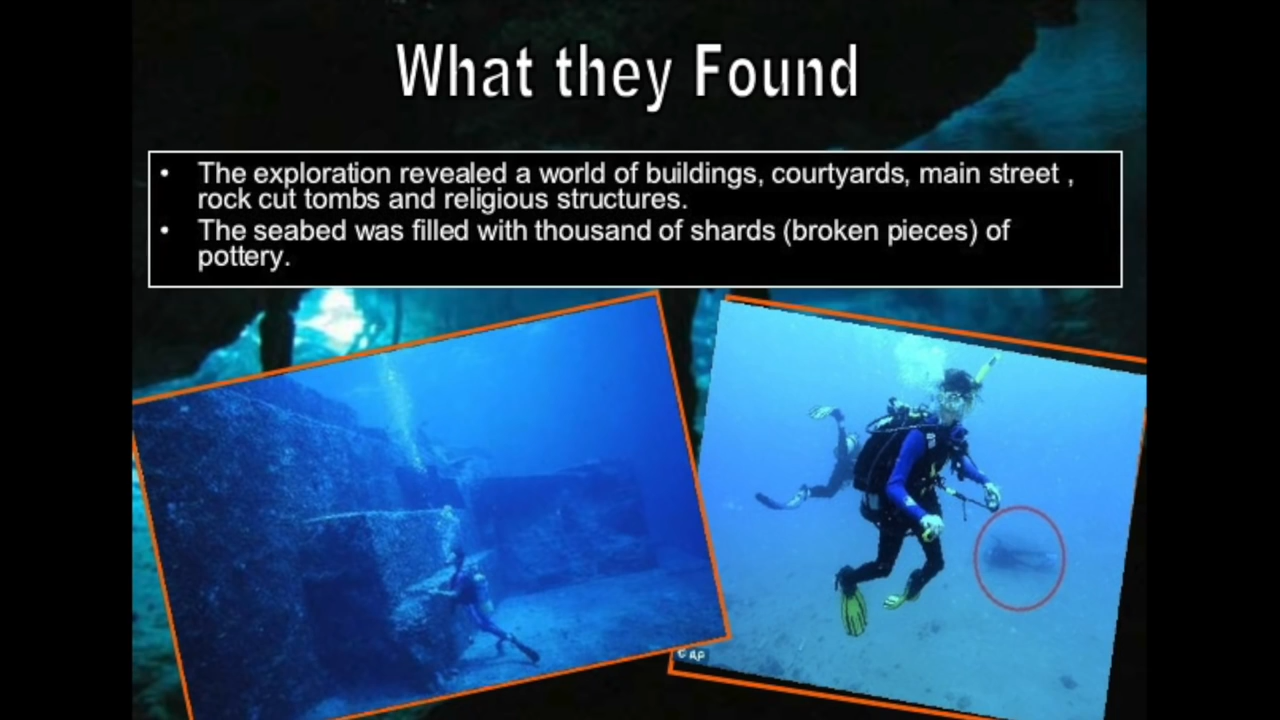 What they Found
• The exploration revealed a world of buildings, courtyards, main street ,
rock cut tombs and religious structures.
• The seabed was filled with thousand of shards (broken pieces) of
pottery.
© AP